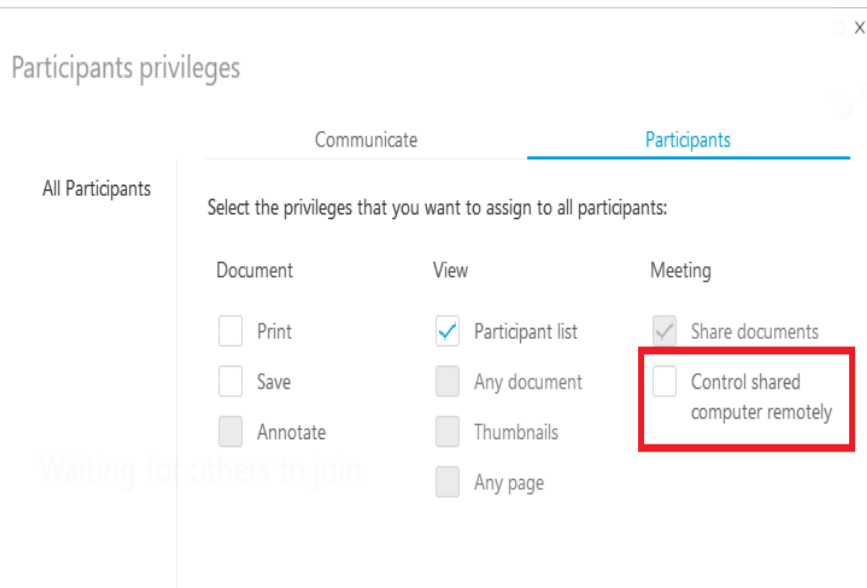 X
Participants privileges
Communicate
Participants
All Participants
Select the privileges that you want to assign to all participants:
Document
View
Meeting
Print
Participant list
Share documents
Save
Any document
Control shared
computer remotely
Annotate
Thumbnails
Waiting for others to join
Any page